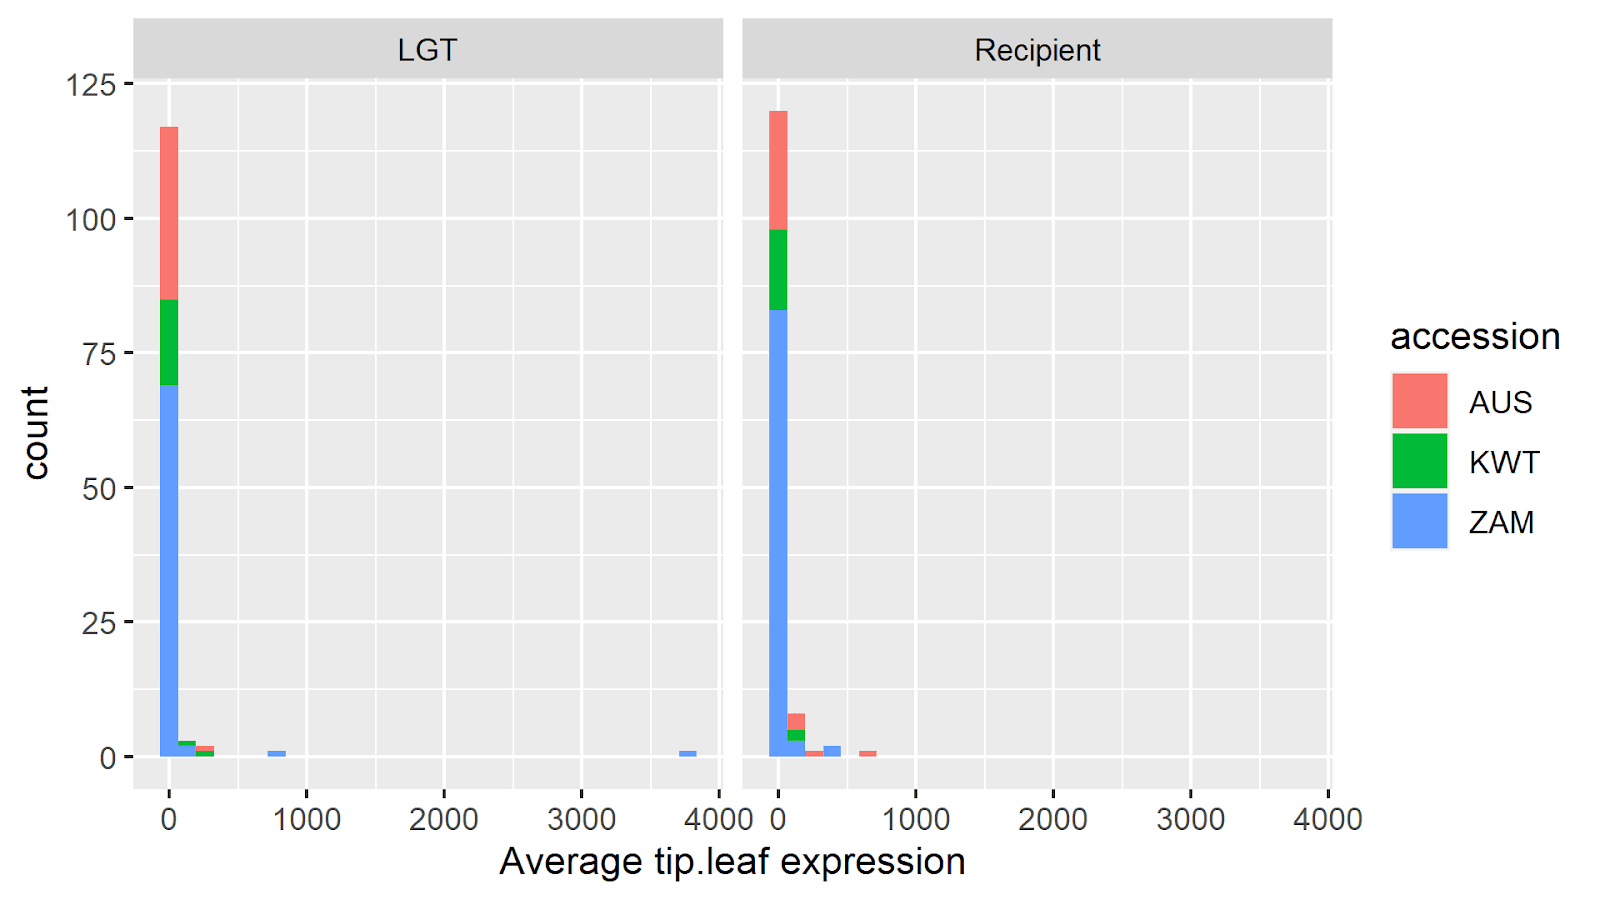 LGT
Recipient
125
100
75
50
25
0
count
0 1000 2000 3000 4000
0 1000 2000 3000 4000
Average tip.leaf expression
accession
AUS
KWT
ZAM